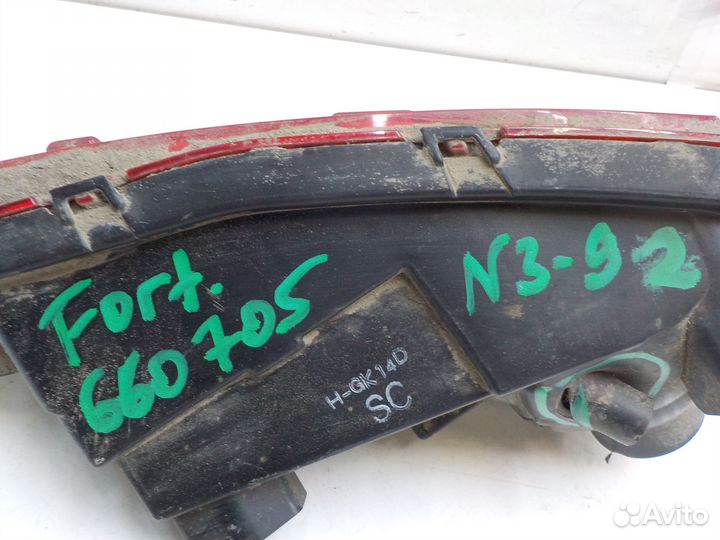 Fort.
660705
N3-92
H-GK14D
SC
Avito